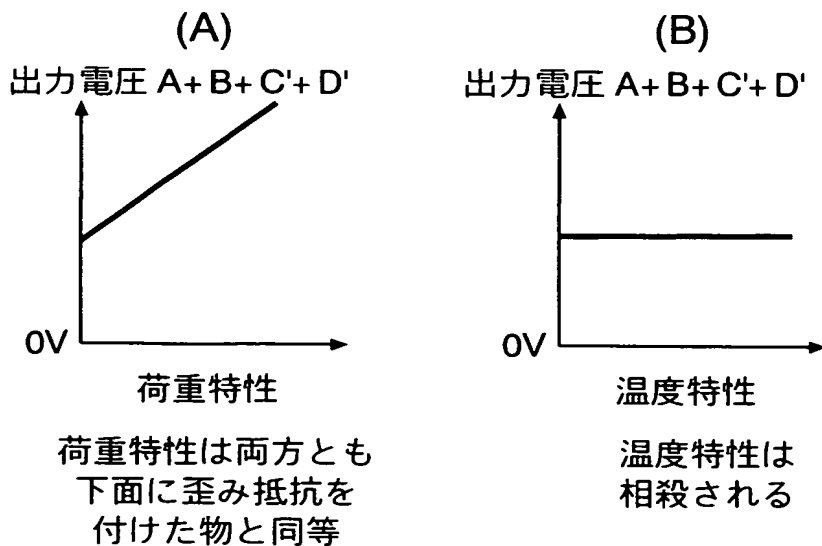 (A)
出力電圧 A+B+C'+D'
0V
荷重特性
荷重特性は両方とも
下面に歪み抵抗を
付けた物と同等
(B)
出力電圧 A+B+C'+D'
0V
温度特性
温度特性は
相殺される